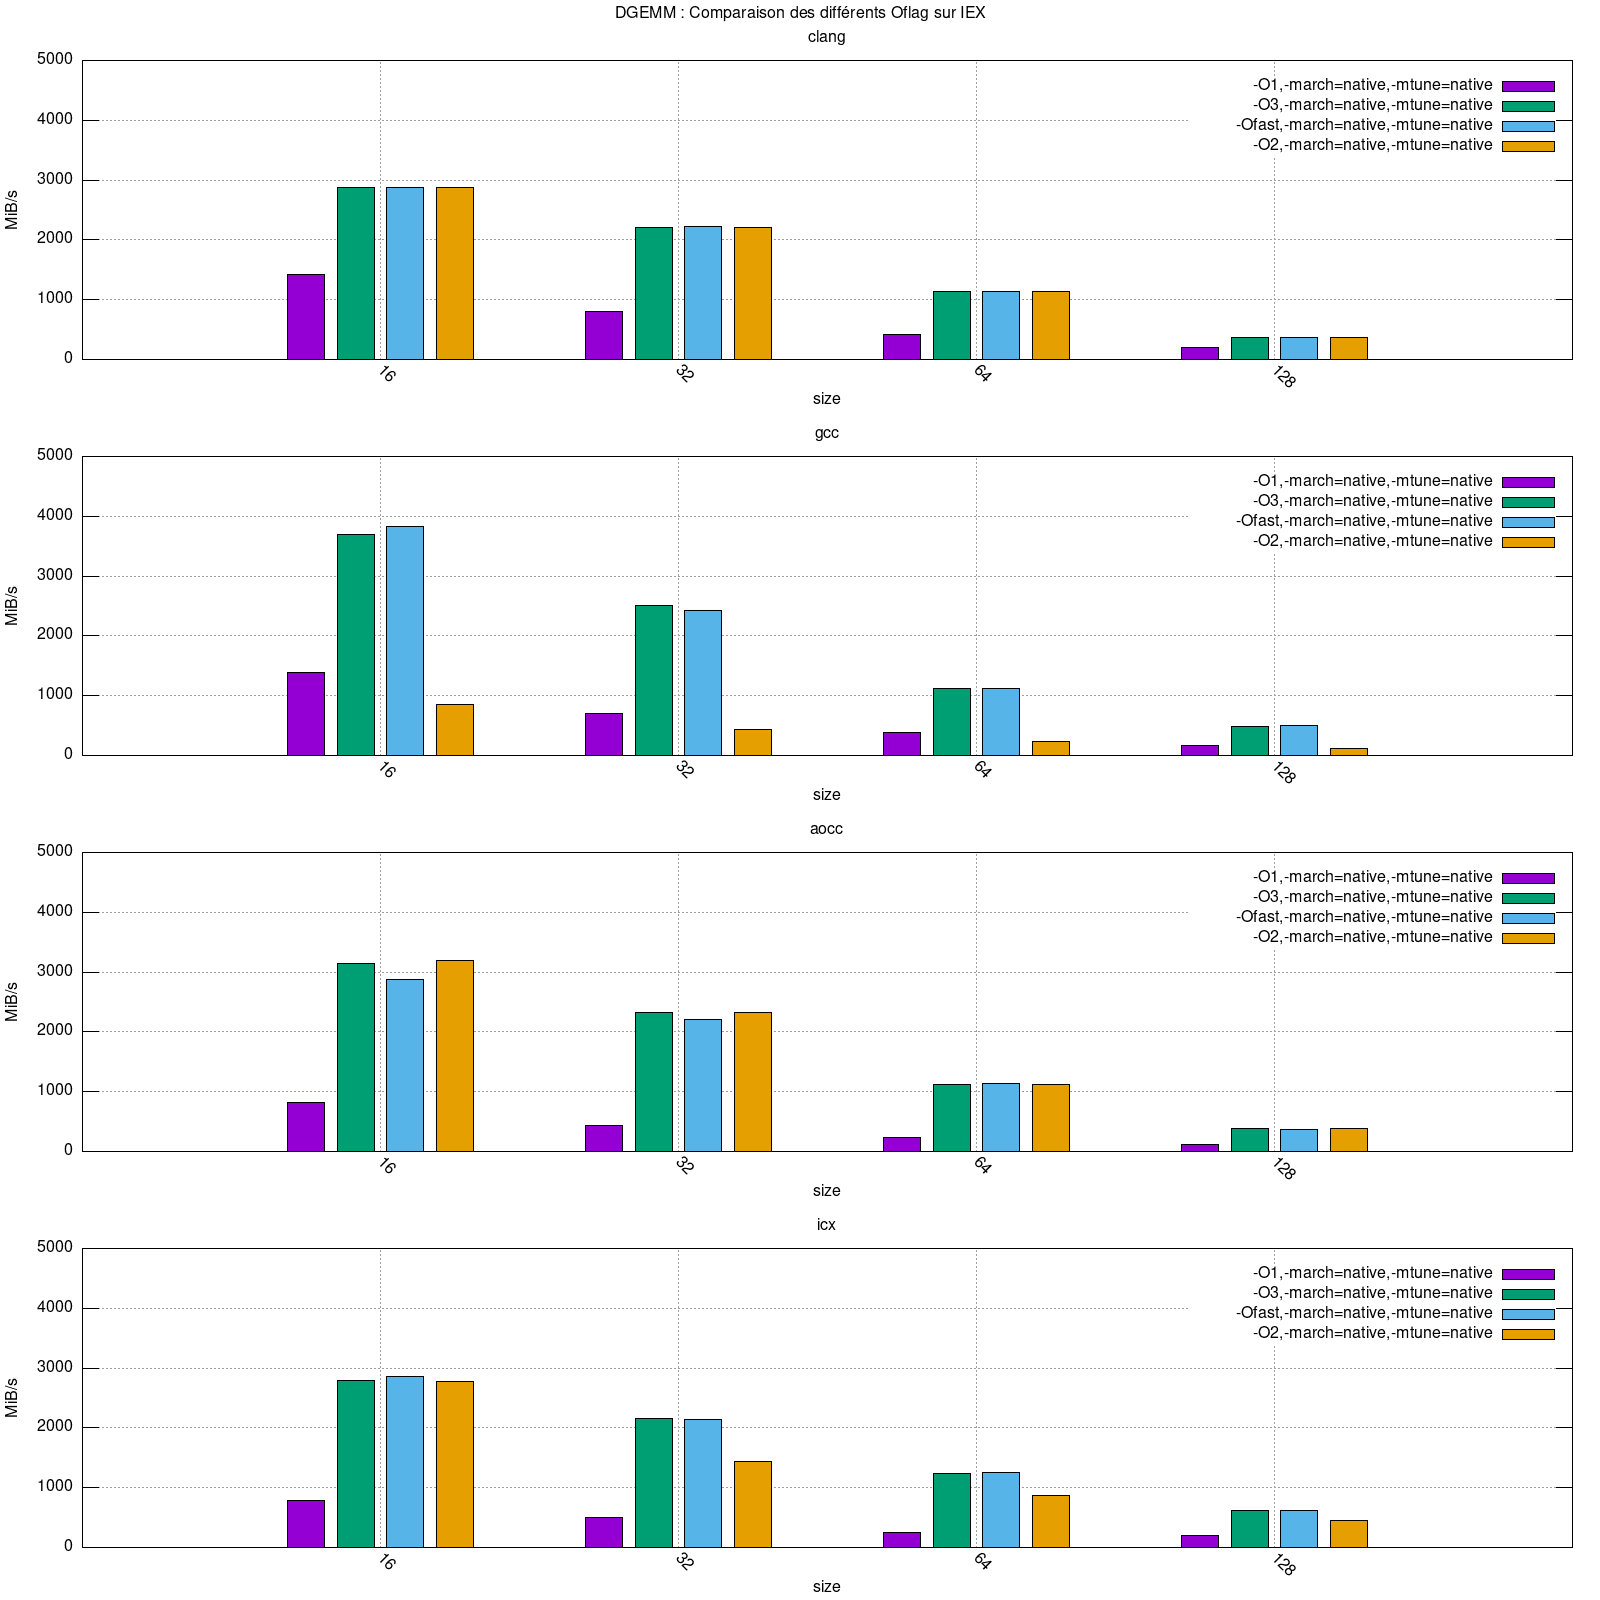 DGEMM : Comparaison des différents Oflag sur IEX
clang
5000
4000
3000
2000
1000
0
MiB/s
-O1,-march=native,-mtune=native
-O3,-march=native,-mtune=native
-Ofast,-march=native,-mtune=native
-O2,-march=native,-mtune=native
16
32
64
128
size
gcc
5000
4000
3000
2000
1000
0
MiB/s
-O1,-march=native,-mtune=native
-O3,-march=native,-mtune=native
-Ofast,-march=native,-mtune=native
-O2,-march=native,-mtune=native
16
32
64
128
size
aocc
5000
4000
3000
2000
1000
0
MiB/s
-O1,-march=native,-mtune=native
-O3,-march=native,-mtune=native
-Ofast,-march=native,-mtune=native
-O2,-march=native,-mtune=native
16
32
64
128
size
icx
5000
4000
3000
2000
1000
0
MiB/s
-O1,-march=native,-mtune=native
-O3,-march=native,-mtune=native
-Ofast,-march=native,-mtune=native
-O2,-march=native,-mtune=native
16
32
64
128
size